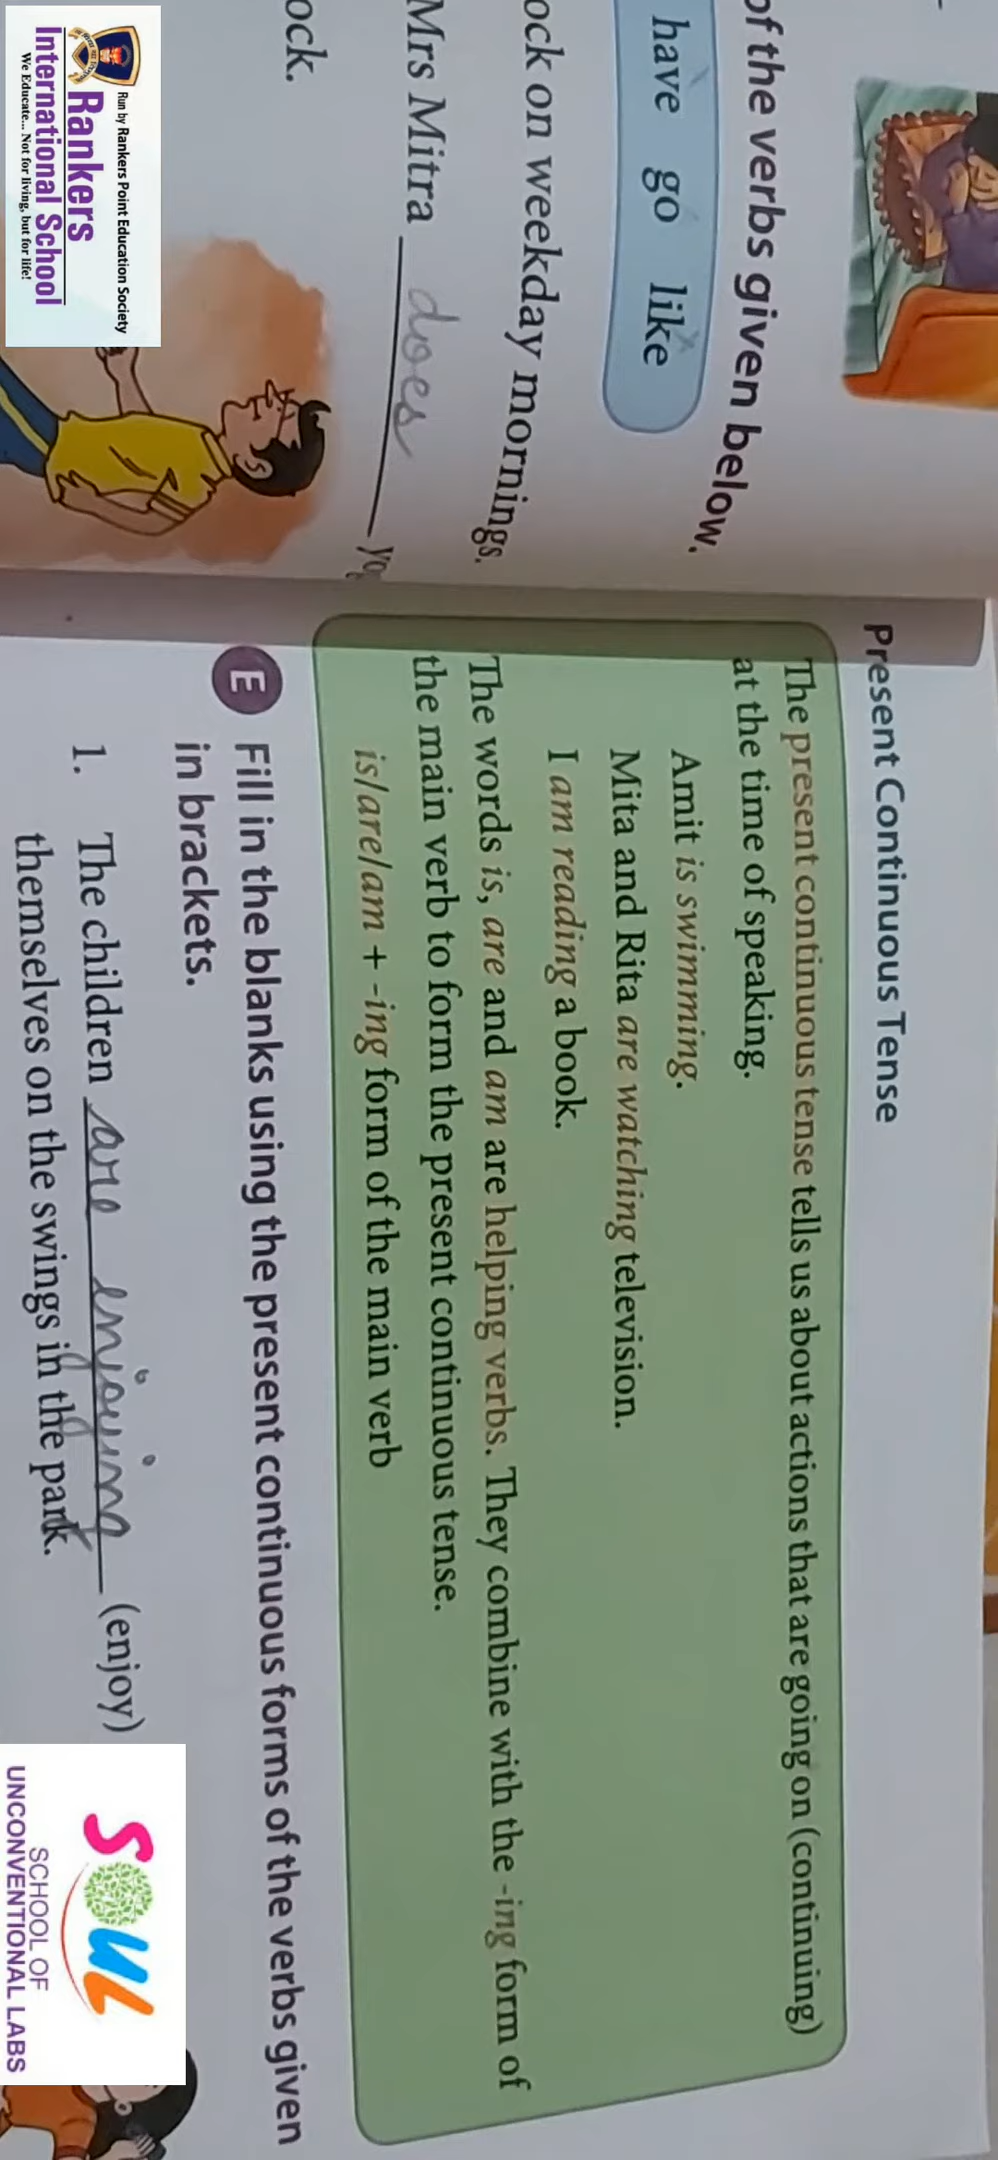 of the verbs given below.
have go like
ock on weekday mornings.
Mrs Mitra does yo
ock.
Present Continuous Tense
The present continuous tense tells us about actions that are going on (continuing)
at the time of speaking.
Amit is swimming.
Mita and Rita are watching television.
I am reading a book.
The words is, are and am are helping verbs. They combine with the -ing form of
the main verb to form the present continuous tense.
is/are/am + -ing form of the main verb
E Fill in the blanks using the present continuous forms of the verbs given
in brackets.
1. The children are enjoying (enjoy)
themselves on the swings in the park.
Run by Rankers Point Education Society
Rankers
International School
We Educate... Not for living, but for life!
SOUL
SCHOOL OF
UNCONVENTIONAL LABS